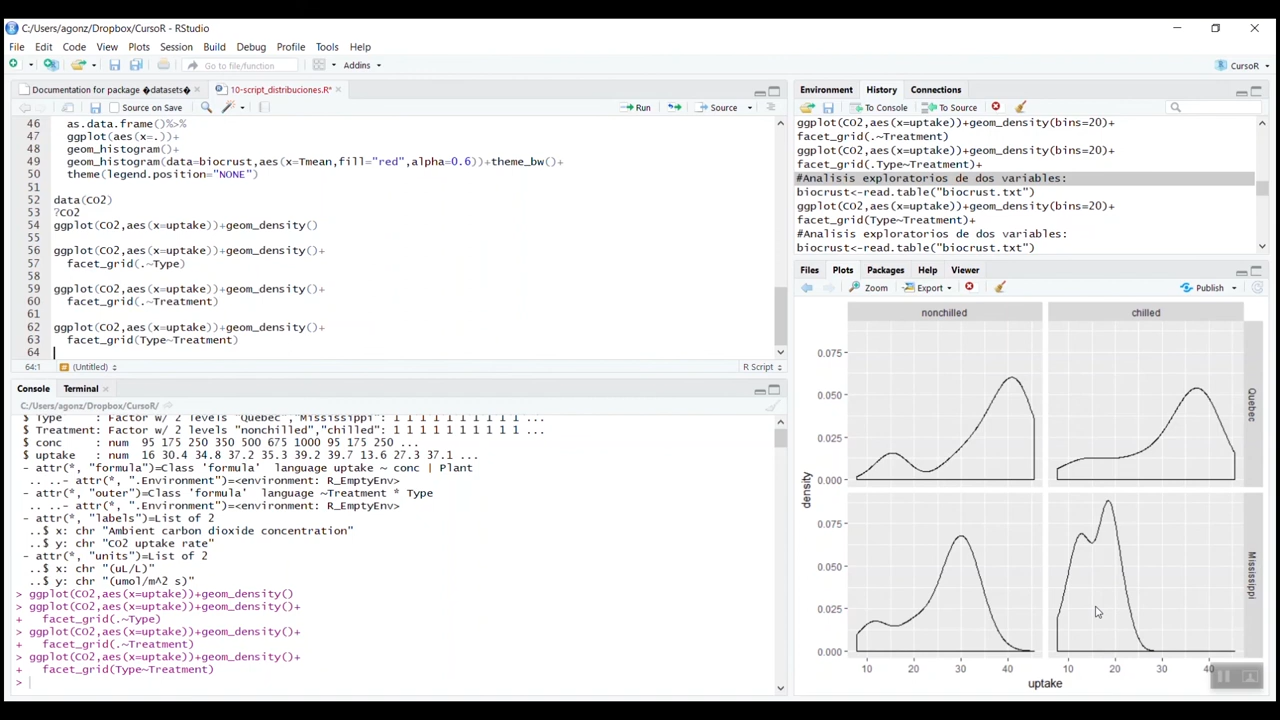 C:/Users/agonz/Dropbox/CursoR - RStudio
File Edit Code View Plots Session Build Debug Profile Tools Help
Go to file/function Addins CursoR
Documentation for package �datasets� 10-script_distribuciones.R*
Source on Save Run Source
46 as.data.frame()%>%
47 ggplot(aes(x=.))+
48 geom_histogram()+
49 geom_histogram(data=biocrust,aes(x=Tmean,fill="red",alpha=0.6))+theme_bw()+
50 theme(legend.position="NONE")
51
52 data(CO2)
53 ?CO2
54 ggplot(CO2,aes(x=uptake))+geom_density()
55
56 ggplot(CO2,aes(x=uptake))+geom_density()+
57 facet_grid(.~Type)
58
59 ggplot(CO2,aes(x=uptake))+geom_density()+
60 facet_grid(.~Treatment)
61
62 ggplot(CO2,aes(x=uptake))+geom_density()+
63 facet_grid(Type~Treatment)
64
64:1 (Untitled) R Script
Console Terminal
C:/Users/agonz/Dropbox/CursoR/
$ Type : Factor w/ 2 levels "Quebec","Mississippi": 1 1 1 1 1 1 1 1 1 1 ...
$ Treatment: Factor w/ 2 levels "nonchilled","chilled": 1 1 1 1 1 1 1 1 1 1 ...
$ conc : num 95 175 250 350 500 675 1000 95 175 250 ...
$ uptake : num 16 30.4 34.8 37.2 35.3 39.2 39.7 13.6 27.3 37.1 ...
- attr(*, "formula")=Class 'formula' language uptake ~ conc | Plant
.. ..- attr(*, ".Environment")=<environment: R_EmptyEnv>
- attr(*, "outer")=Class 'formula' language ~Treatment * Type
.. ..- attr(*, ".Environment")=<environment: R_EmptyEnv>
- attr(*, "labels")=List of 2
..$ x: chr "Ambient carbon dioxide concentration"
..$ y: chr "CO2 uptake rate"
- attr(*, "units")=List of 2
..$ x: chr "(uL/L)"
..$ y: chr "(umol/m^2 s)"
> ggplot(CO2,aes(x=uptake))+geom_density()
> ggplot(CO2,aes(x=uptake))+geom_density()+
+ facet_grid(.~Type)
> ggplot(CO2,aes(x=uptake))+geom_density()+
+ facet_grid(.~Treatment)
> ggplot(CO2,aes(x=uptake))+geom_density()+
+ facet_grid(Type~Treatment)
>
Environment History Connections
To Console To Source
ggplot(CO2,aes(x=uptake))+geom_density(bins=20)+
facet_grid(.~Treatment)
ggplot(CO2,aes(x=uptake))+geom_density(bins=20)+
facet_grid(.Type~Treatment)+
#Analisis exploratorios de dos variables:
biocrust<-read.table("biocrust.txt")
ggplot(CO2,aes(x=uptake))+geom_density(bins=20)+
facet_grid(Type~Treatment)+
#Analisis exploratorios de dos variables:
biocrust<-read.table("biocrust.txt")
Files Plots Packages Help Viewer
Zoom Export Publish
nonchilled chilled
0.075
0.050
0.025
0.000
Quebec
density
0.075
0.050
0.025
0.000
Mississippi
10 20 30 40 10 20 30 40
uptake